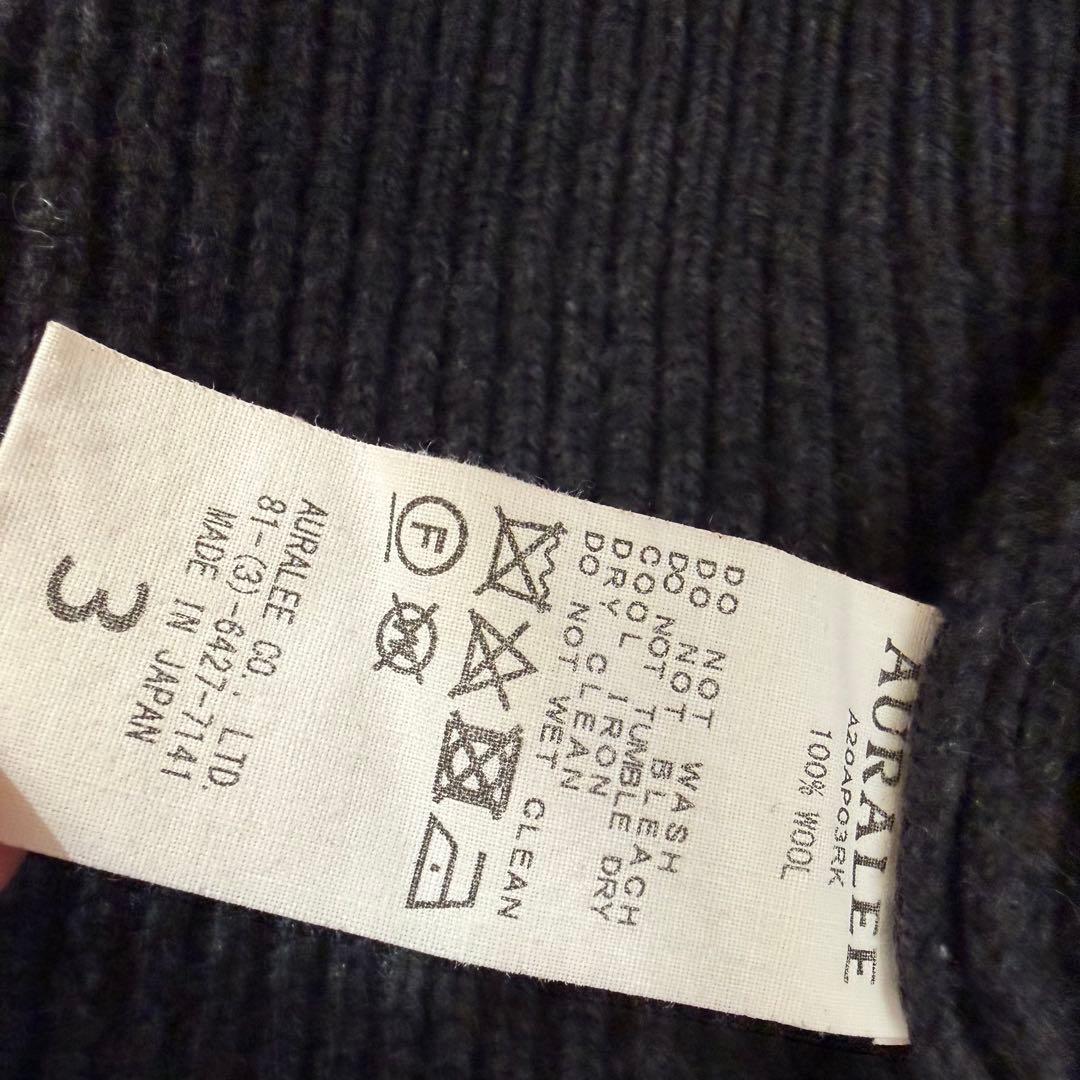 AURALEE
A20AP03RK
100% WOOL
DO NOT WASH
DO NOT BLEACH
DO NOT TUMBLE DRY
COOL IRON
DRY CLEAN
DO NOT WET CLEAN
F
W
AURALEE CO., LTD.
81-(3)-6427-7141
MADE IN JAPAN
3